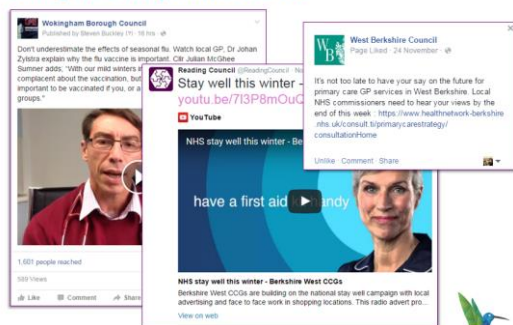 Wokingham Borough Council
Published by Steven Buckley
18 hrs
Don't underestimate the effects of seasonal flu. Watch local GP, Dr Johan
Zylstra explain why the flu vaccine is important. Cllr Julian McGhee
Sumner adds, "With our mild winters i
complacent about the vaccination, but
important to be vaccinated if you, or a
groups."
1,601 people reached
589 Views
Like Comment Share
Reading Council @ReadingCouncil
Stay well this winter -
youtu.be/7I3P8mOuQ
YouTube
NHS stay well this winter - Be
have a first aid k
handy
NHS stay well this winter - Berkshire West CCGs
Berkshire West CCGs are building on the national stay well campaign with local
advertising and face to face work in shopping locations. This radio advert pro...
View on web
WB
West Berkshire Council
Page Liked · 24 November ·
It's not too late to have your say on the future for
primary care GP services in West Berkshire. Local
NHS commissioners need to hear your views by the
end of this week : https://www.healthnetwork-berkshire
.nhs.uk/consult.ti/primarycarestrategy/
consultationHome
Unlike · Comment · Share